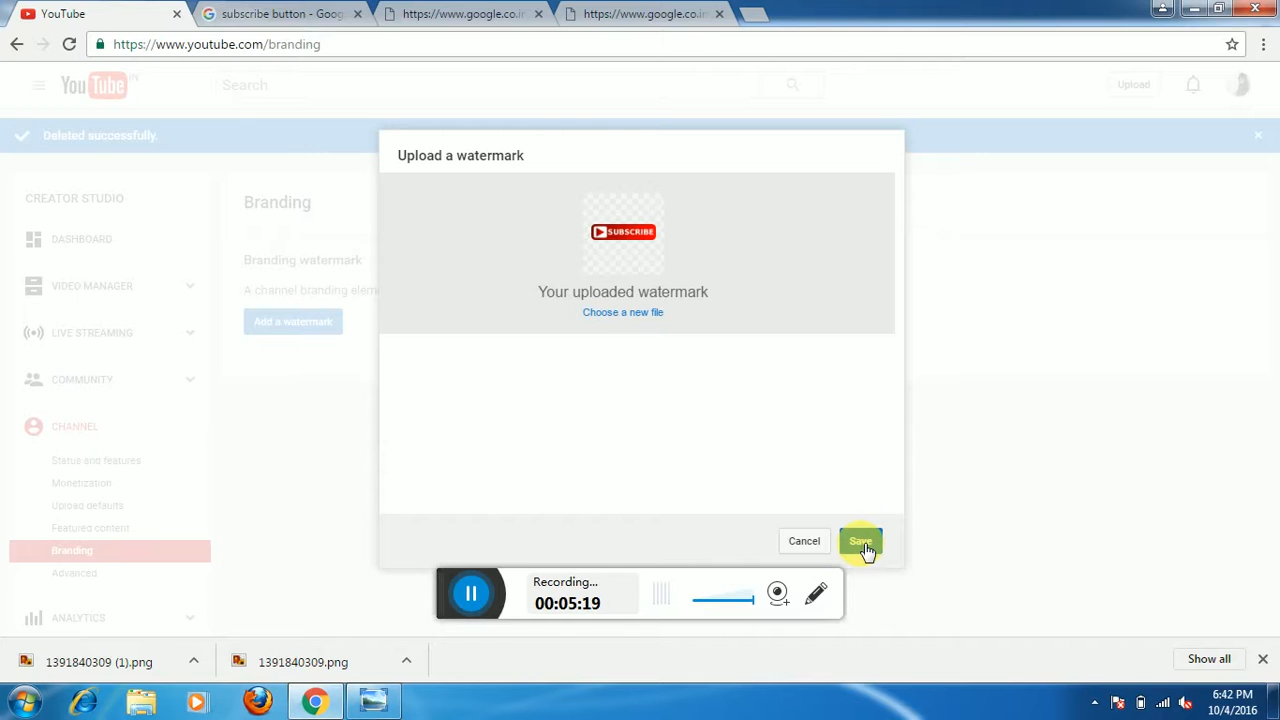 YouTube
subscribe button - Goog
https://www.google.co.in
https://www.google.co.in
https://www.youtube.com/branding
YouTube IN
Search
Upload
Deleted successfully.
Upload a watermark
SUBSCRIBE
Your uploaded watermark
Choose a new file
Cancel
Save
CREATOR STUDIO
DASHBOARD
VIDEO MANAGER
LIVE STREAMING
COMMUNITY
CHANNEL
Status and features
Monetization
Upload defaults
Featured content
Branding
Advanced
ANALYTICS
Branding
Branding watermark
A channel branding elem
Add a watermark
Recording...
00:05:19
1391840309 (1).png
1391840309.png
Show all
6:42 PM
10/4/2016